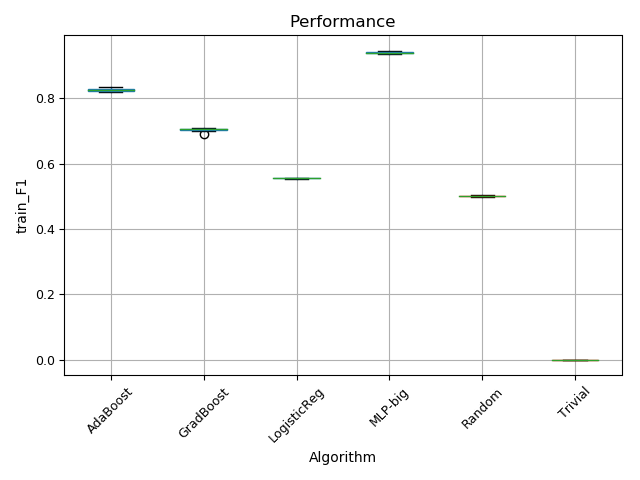 Performance
train_F1
0.8
0.6
0.4
0.2
0.0
AdaBoost
GradBoost
LogisticReg
MLP-big
Random
Trivial
Algorithm